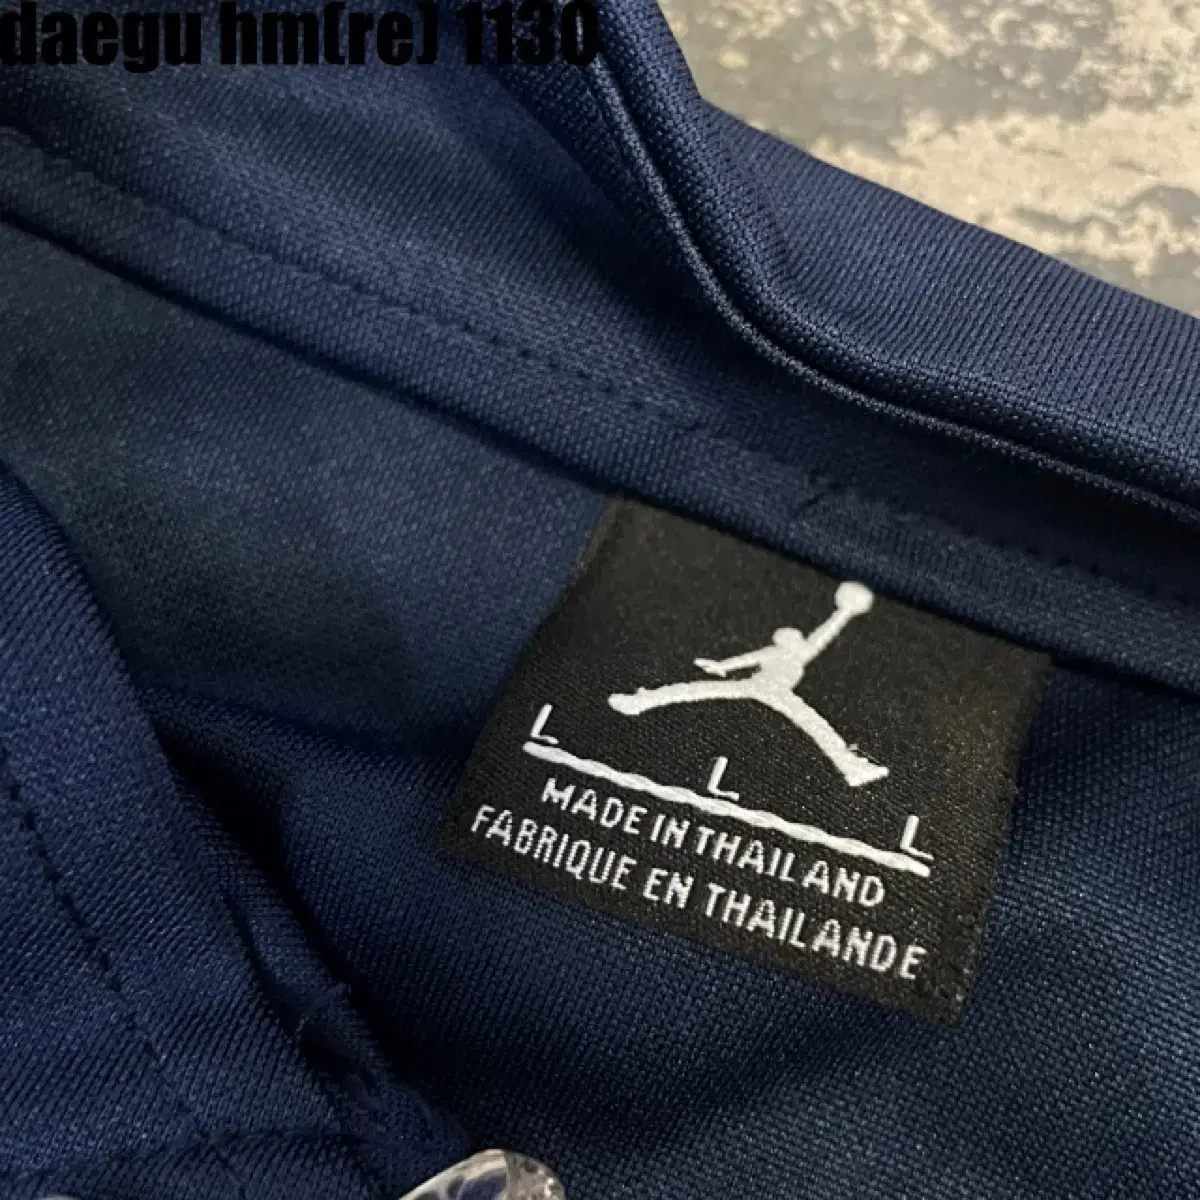 daegu hm(re) 1130
L L L
MADE IN THAILAND
FABRIQUE EN THAILANDE